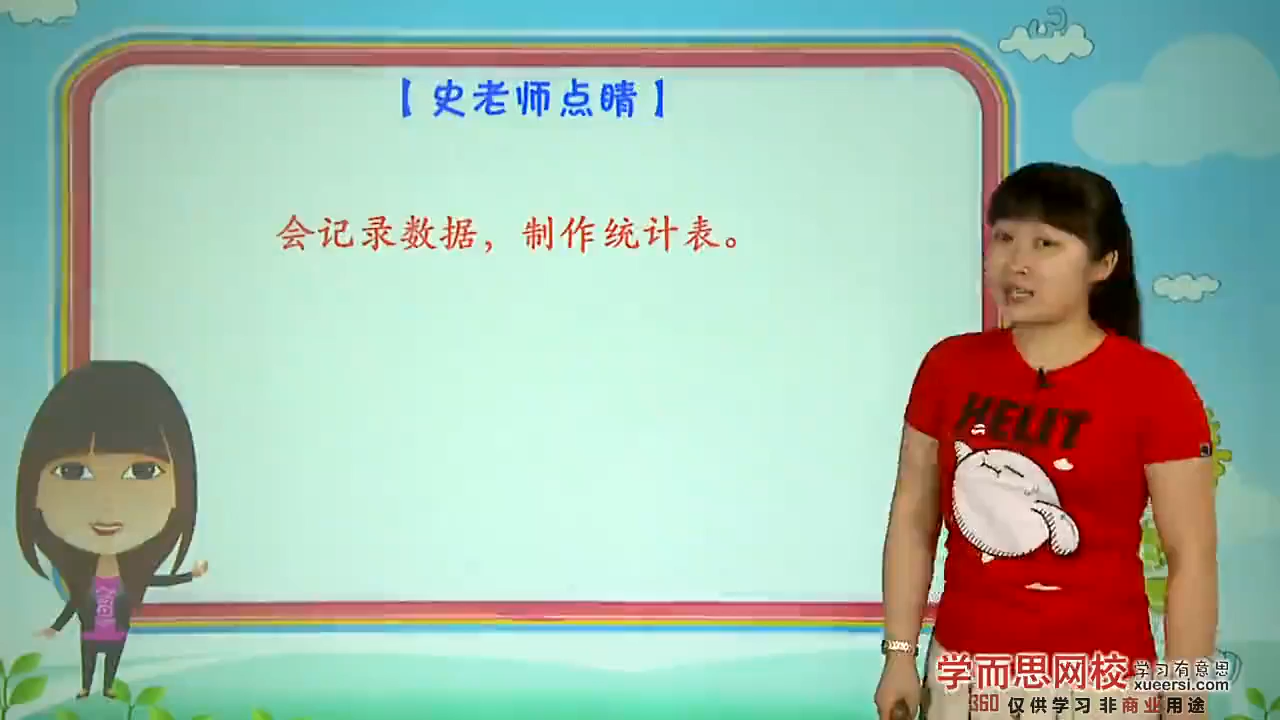 【史老师点睛】
会记录数据，制作统计表。
HELIT
学而思网校
学习有意思
xueersi.com
360 仅供学习 非商业用途